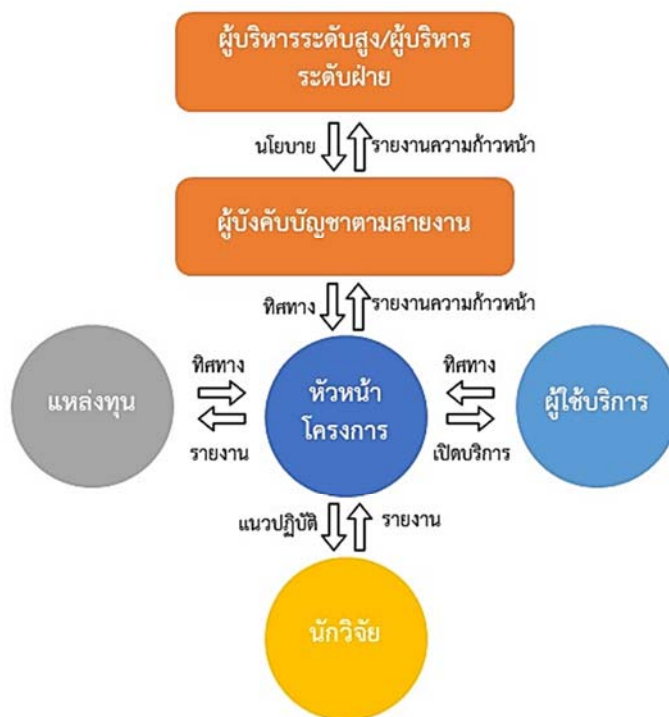 ผู้บริหารระดับสูง/ผู้บริหาร
ระดับฝ่าย
นโยบาย
รายงานความก้าวหน้า
ผู้บังคับบัญชาตามสายงาน
ทิศทาง
รายงานความก้าวหน้า
แหล่งทุน
ทิศทาง
รายงาน
หัวหน้า
โครงการ
ทิศทาง
เปิดบริการ
ผู้ใช้บริการ
แนวปฏิบัติ
รายงาน
นักวิจัย